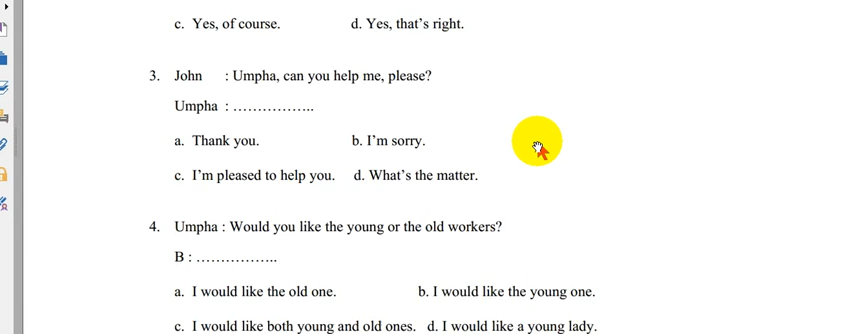 c. Yes, of course. d. Yes, that's right.
3. John : Umpha, can you help me, please?
Umpha : ……………..
a. Thank you. b. I'm sorry.
c. I'm pleased to help you. d. What's the matter.
4. Umpha : Would you like the young or the old workers?
B : ……………..
a. I would like the old one. b. I would like the young one.
c. I would like both young and old ones. d. I would like a young lady.